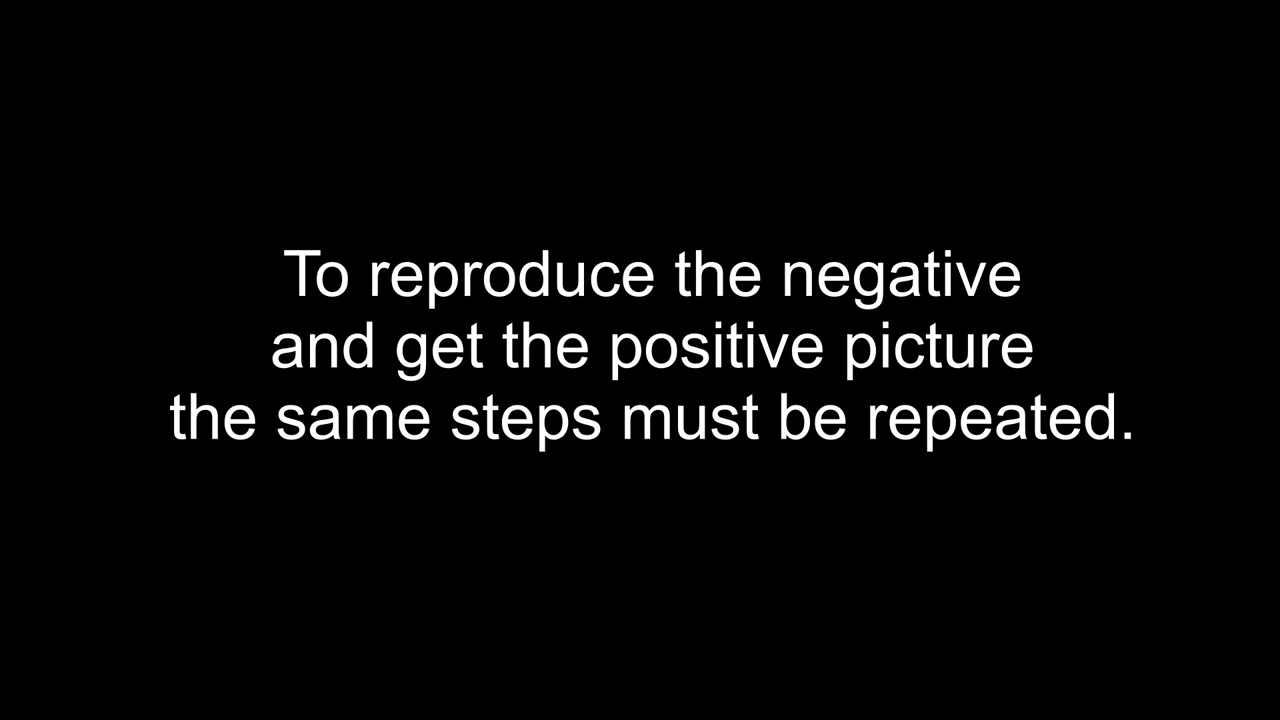 To reproduce the negative
and get the positive picture
the same steps must be repeated.